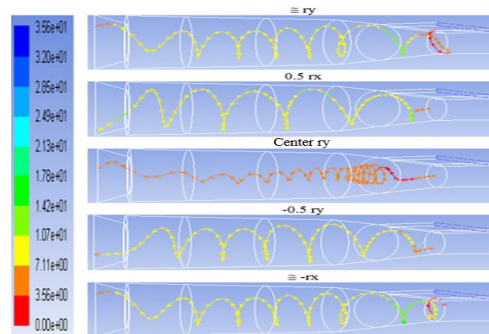 ≅ ry
3.56e+01
3.20e+01
2.85e+01
2.49e+01
2.13e+01
1.78e+01
1.42e+01
1.07e+01
7.11e+00
3.56e+00
0.00e+00
0.5 rx
Center ry
-0.5 ry
≅ -rx